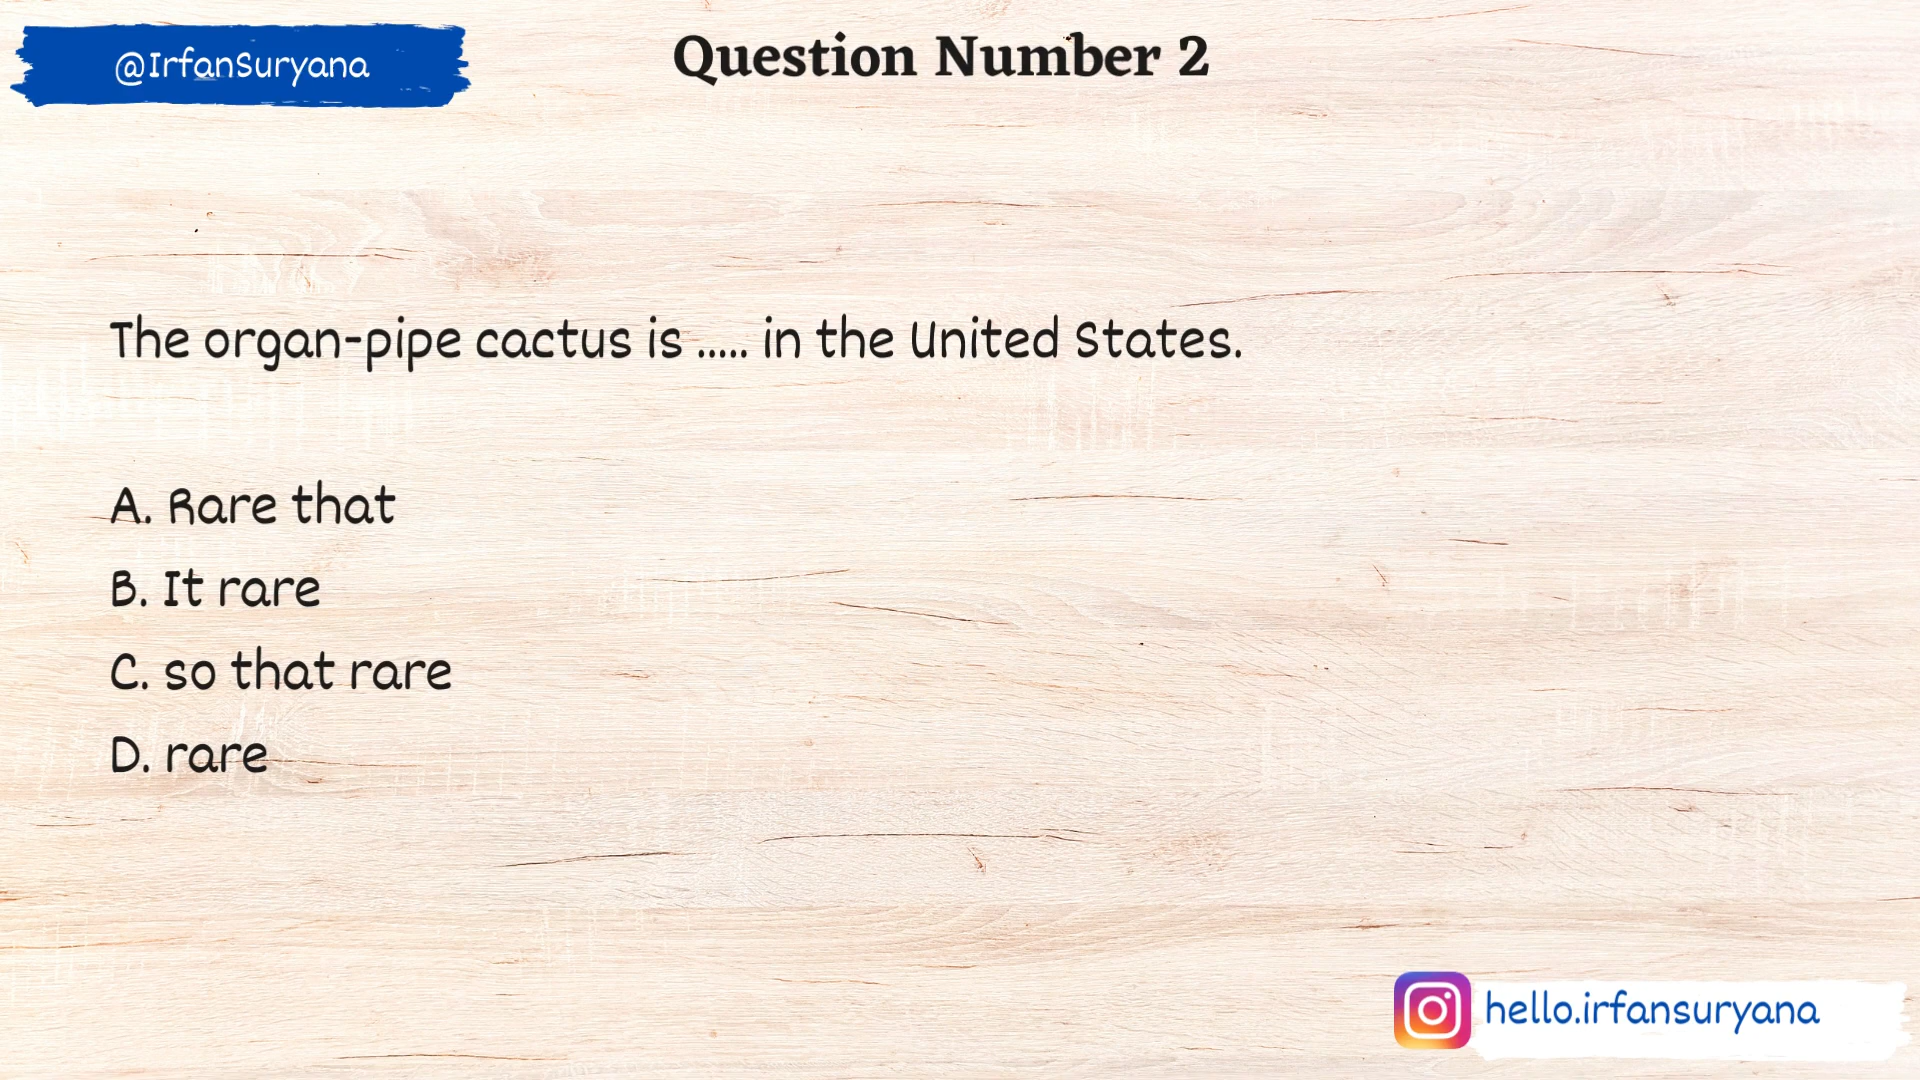 @IrfanSuryana
Question Number 2
The organ-pipe cactus is ..... in the United States.
A. Rare that
B. It rare
C. so that rare
D. rare
hello.irfansuryana